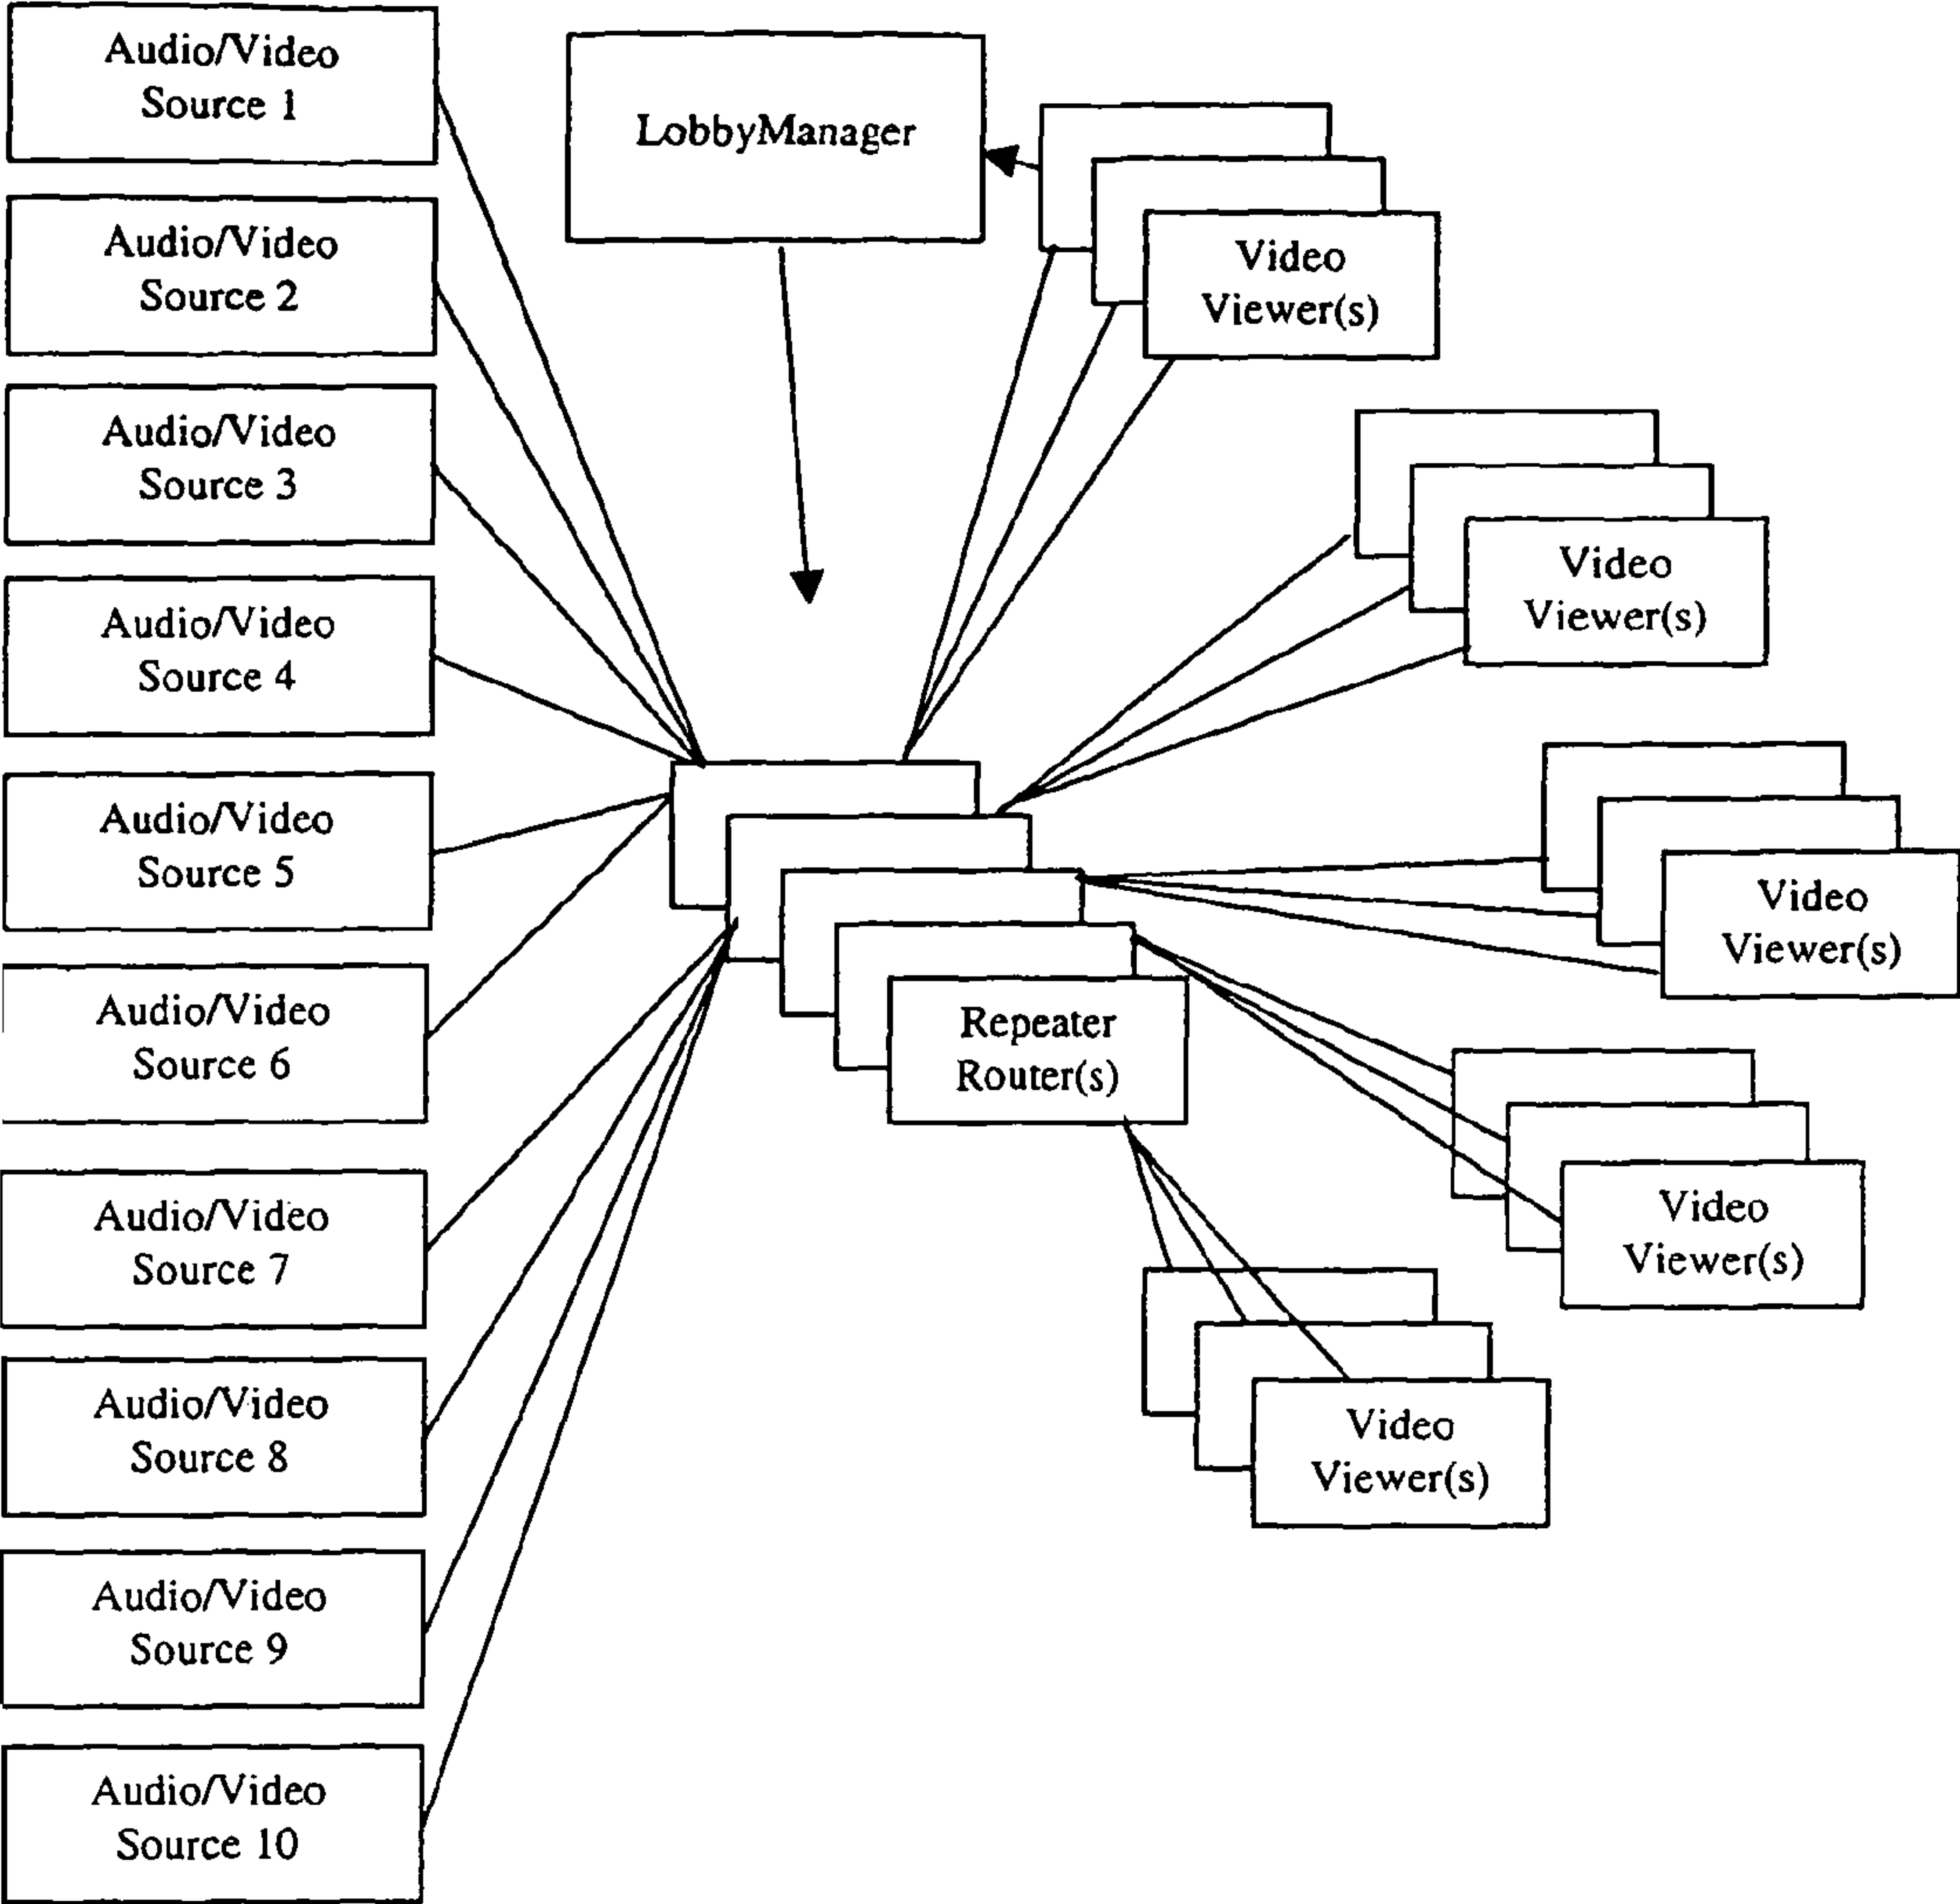 Audio/Video
Source 1
Audio/Video
Source 2
Audio/Video
Source 3
Audio/Video
Source 4
Audio/Video
Source 5
Audio/Video
Source 6
Audio/Video
Source 7
Audio/Video
Source 8
Audio/Video
Source 9
Audio/Video
Source 10
LobbyManager
Video
Viewer(s)
Video
Viewer(s)
Video
Viewer(s)
Repeater
Router(s)
Video
Viewer(s)
Video
Viewer(s)